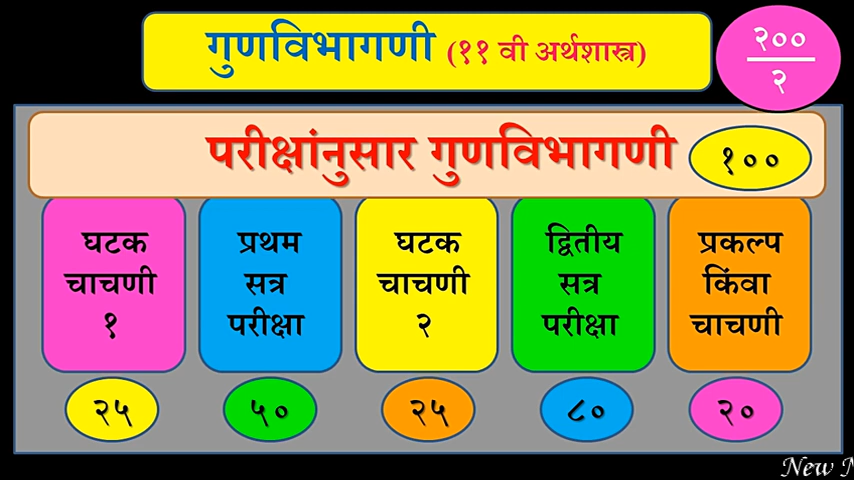 गुणविभागणी (११ वी अर्थशास्त्र)
२००
२
परीक्षांनुसार गुणविभागणी
१००
घटक
चाचणी
१
प्रथम
सत्र
परीक्षा
घटक
चाचणी
२
द्वितीय
सत्र
परीक्षा
प्रकल्प
किंवा
चाचणी
२५
५०
२५
८०
२०
New